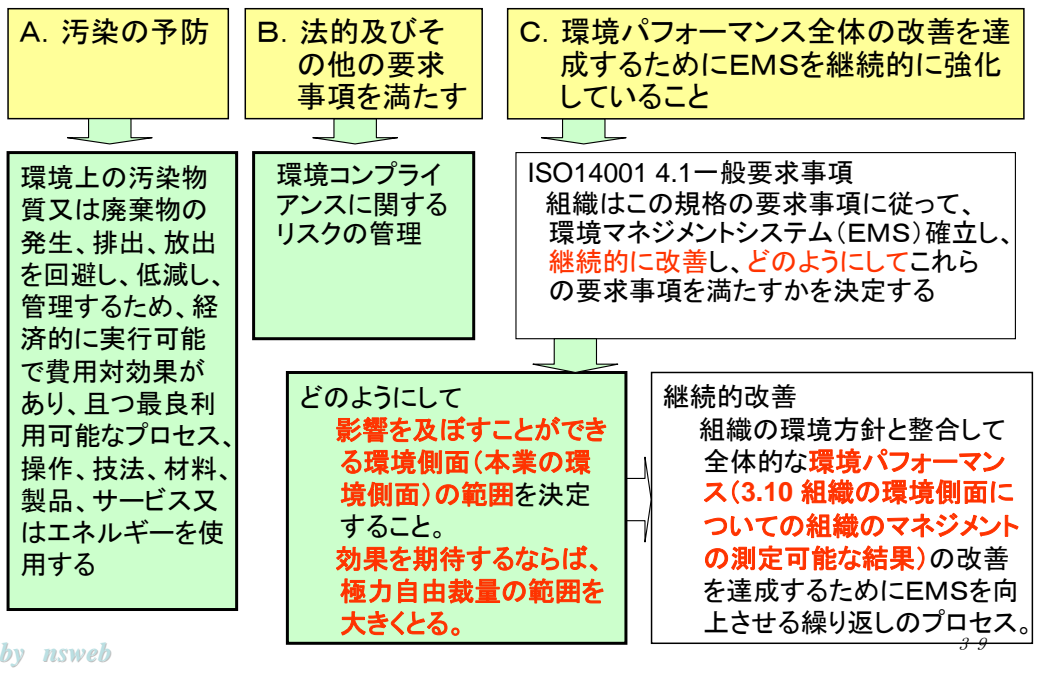 A．汚染の予防
B．法的及びそ
の他の要求
事項を満たす
C．環境パフォーマンス全体の改善を達
成するためにEMSを継続的に強化
していること
環境上の汚染物
質又は廃棄物の
発生、排出、放出
を回避し、低減し、
管理するため、経
済的に実行可能
で費用対効果が
あり、且つ最良利
用可能なプロセス、
操作、技法、材料、
製品、サービス又
はエネルギーを使
用する
環境コンプライ
アンスに関する
リスクの管理
ISO14001 4.1一般要求事項
組織はこの規格の要求事項に従って、
環境マネジメントシステム（EMS）確立し、
継続的に改善し、どのようにしてこれら
の要求事項を満たすかを決定する
どのようにして
影響を及ぼすことができ
る環境側面（本業の環
境側面）の範囲を決定
すること。
効果を期待するならば、
極力自由裁量の範囲を
大きくとる。
継続的改善
組織の環境方針と整合して
全体的な環境パフォーマン
ス（3.10 組織の環境側面に
ついての組織のマネジメント
の測定可能な結果）の改善
を達成するためにEMSを向
上させる繰り返しのプロセス。
by nsweb
39